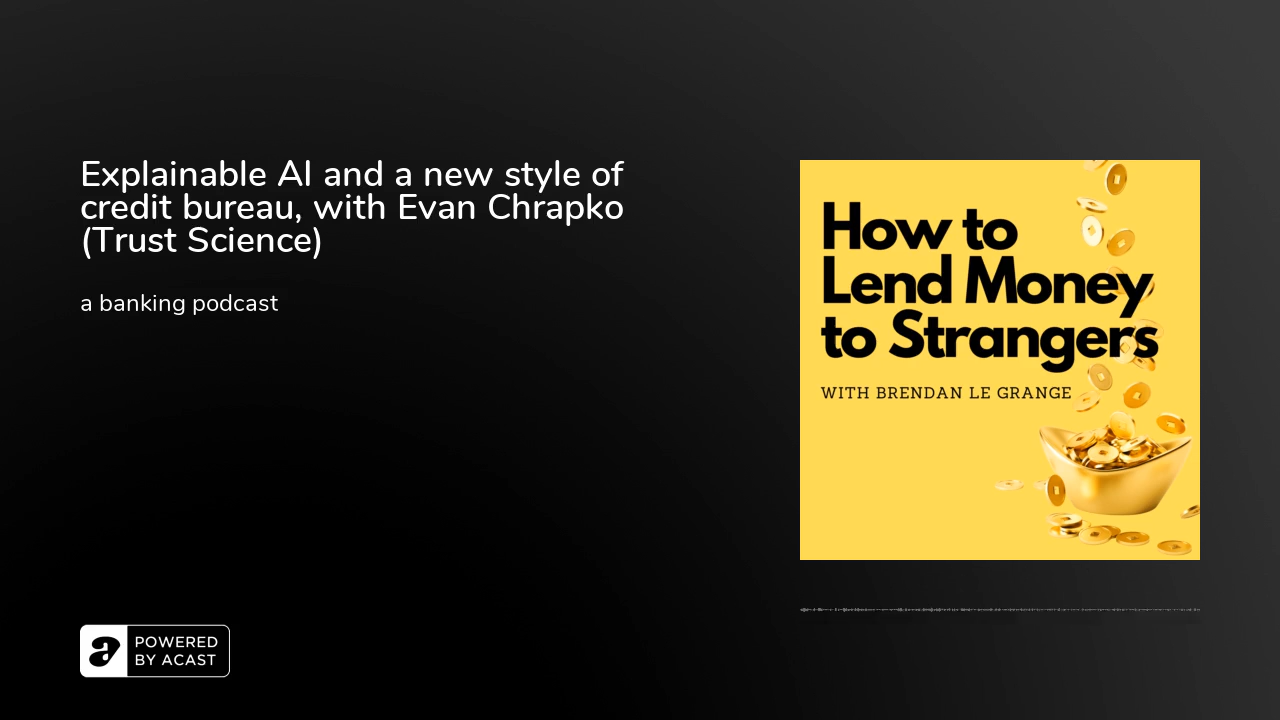 Explainable AI and a new style of
credit bureau, with Evan Chrapko
(Trust Science)
a banking podcast
How to
Lend Money
to Strangers
WITH BRENDAN LE GRANGE
a POWERED
BY ACAST